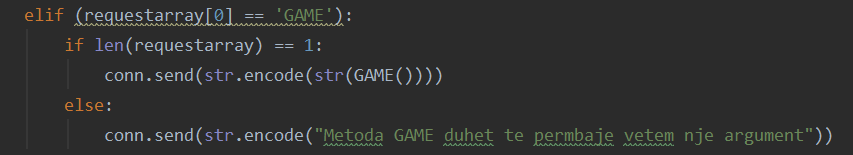 elif (requestarray[0] == 'GAME'):
    if len(requestarray) == 1:
        conn.send(str.encode(str(GAME())))
    else:
        conn.send(str.encode("Metoda GAME duhet te permbaje vetem nje argument"))